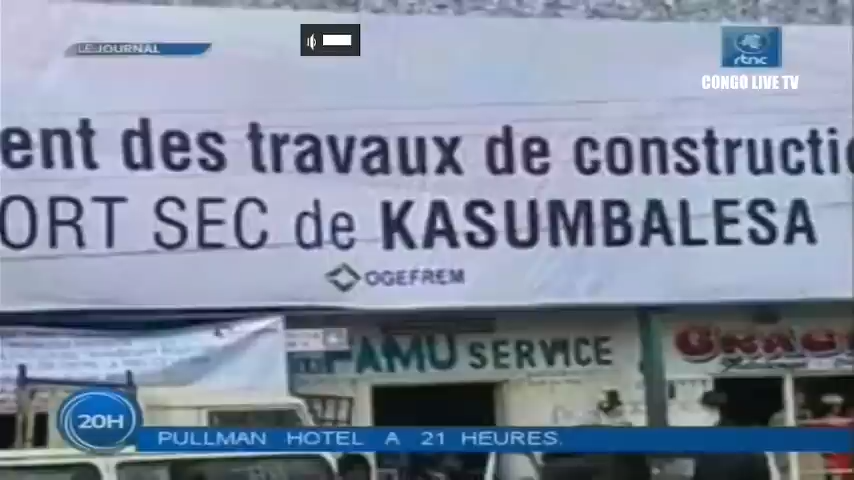 LE JOURNAL
rtnc
CONGO LIVE TV
ent des travaux de constructi
ORT SEC de KASUMBALESA
OGEFREM
FAMU SERVICE
20H
PULLMAN HOTEL A 21 HEURES.